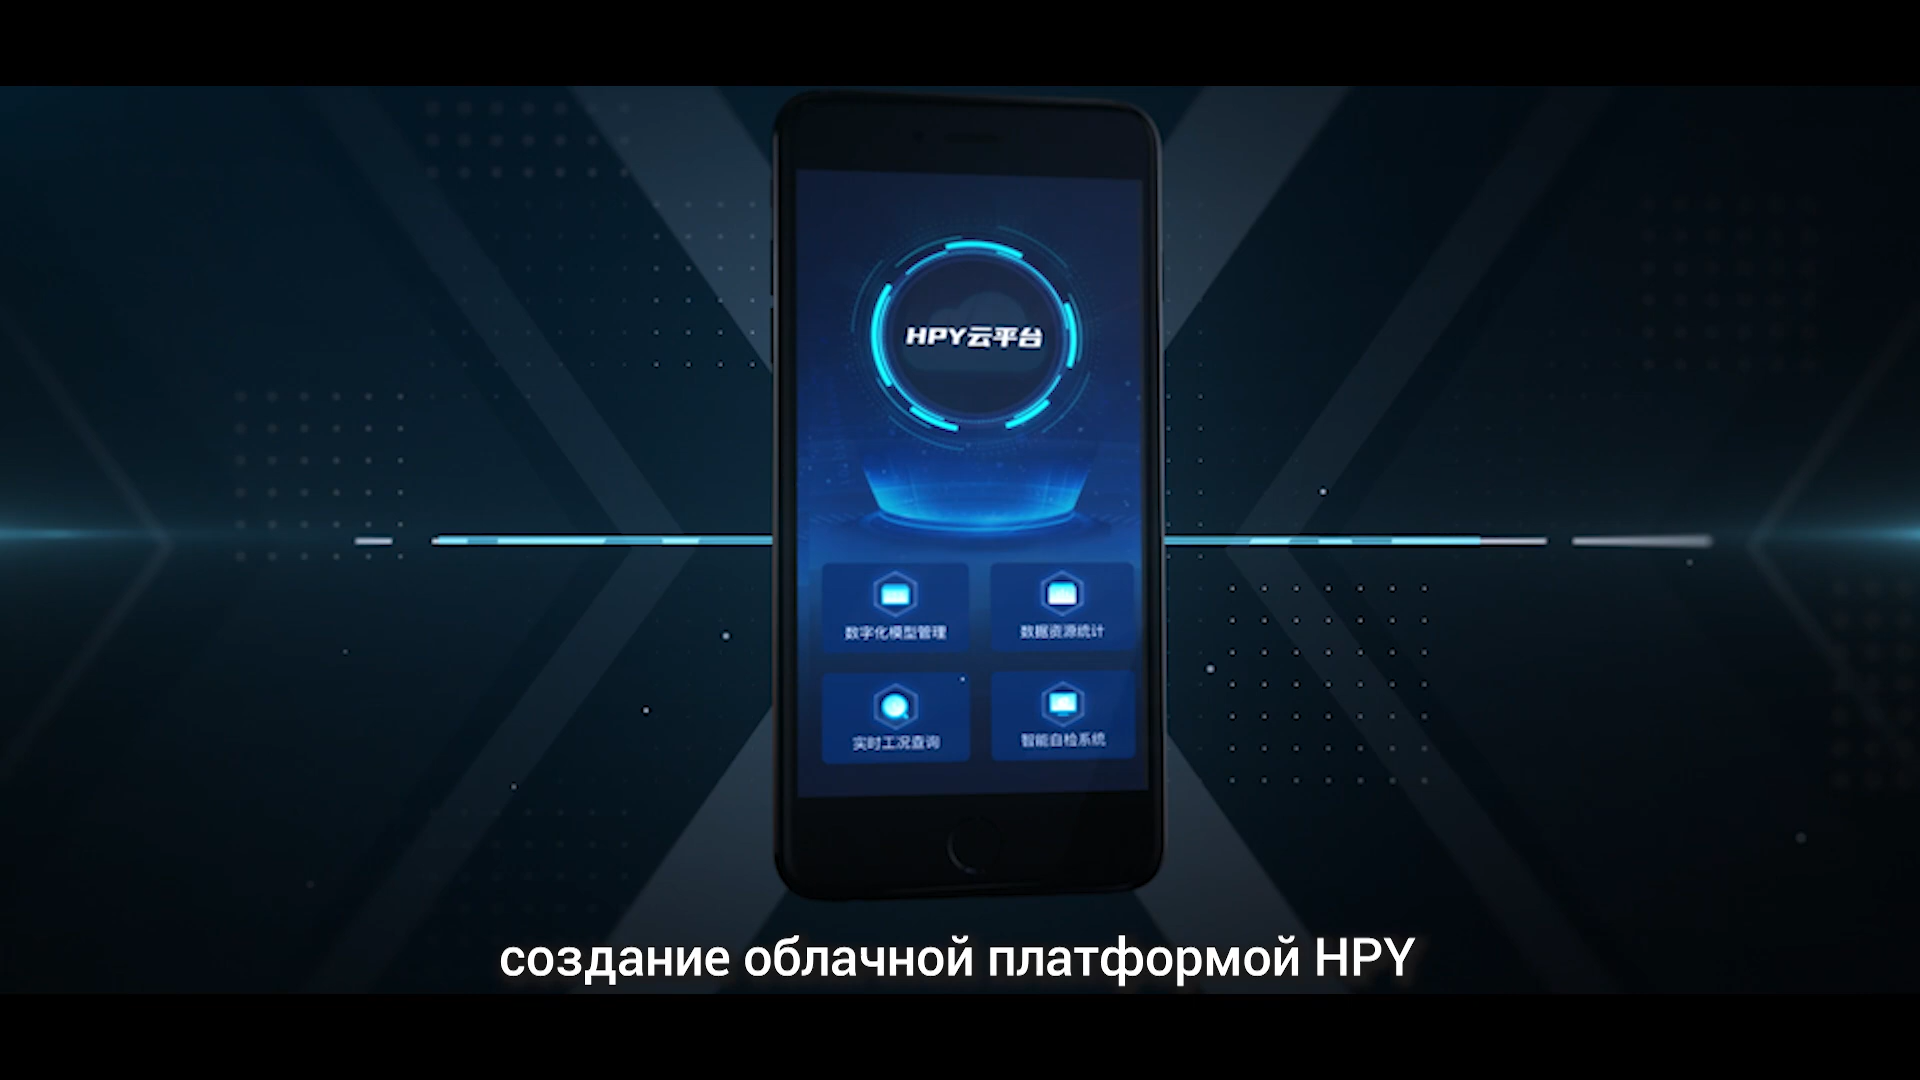 HPY云平台
数字化模型管理
数据资源统计
实时工况查询
智能自检系统
создание облачной платформой HPY